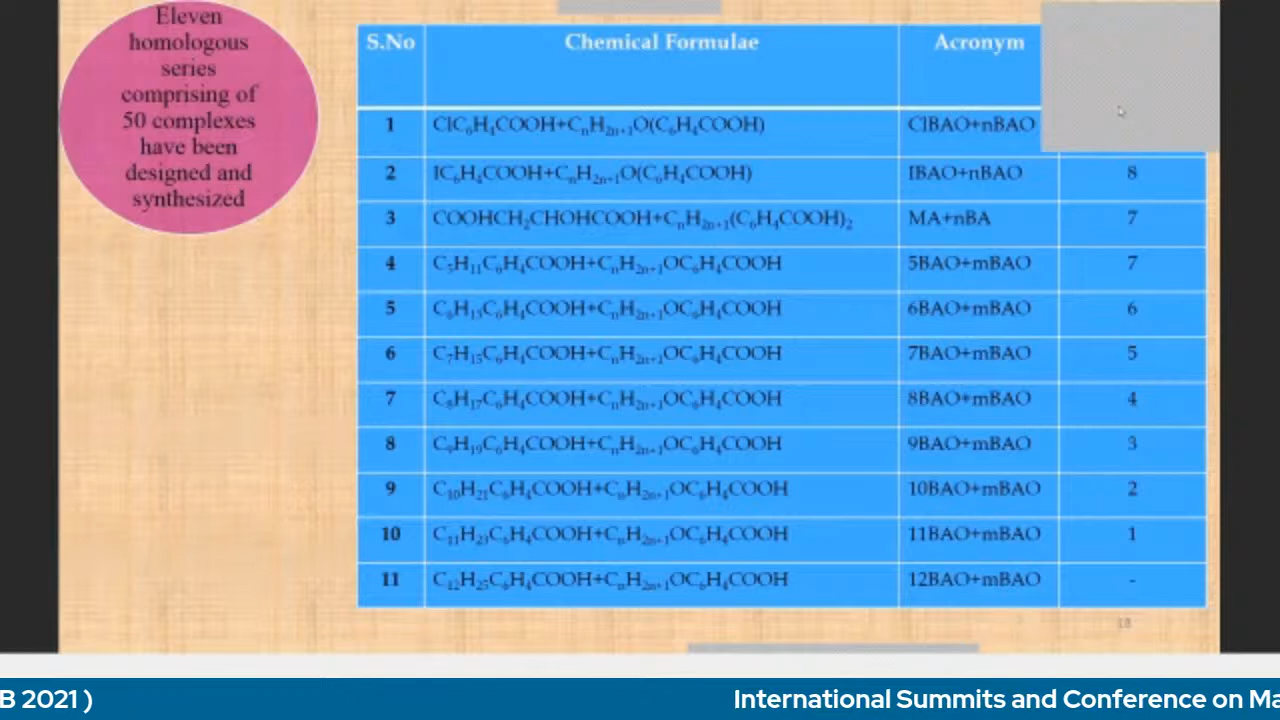 Eleven
homologous
series
comprising of
50 complexes
have been
designed and
synthesized
S.No Chemical Formulae Acronym
1 ClC₆H₄COOH+CₙH₂ₙ₊₁O(C₆H₄COOH) ClBAO+nBAO
2 IC₆H₄COOH+CₙH₂ₙ₊₁O(C₆H₄COOH) IBAO+nBAO 8
3 COOHCH₂CHOHCOOH+CₙH₂ₙ₊₁(C₆H₄COOH)₂ MA+nBA 7
4 C₅H₁₁C₆H₄COOH+CₙH₂ₙ₊₁OC₆H₄COOH 5BAO+mBAO 7
5 C₆H₁₃C₆H₄COOH+CₙH₂ₙ₊₁OC₆H₄COOH 6BAO+mBAO 6
6 C₇H₁₅C₆H₄COOH+CₙH₂ₙ₊₁OC₆H₄COOH 7BAO+mBAO 5
7 C₈H₁₇C₆H₄COOH+CₙH₂ₙ₊₁OC₆H₄COOH 8BAO+mBAO 4
8 C₉H₁₉C₆H₄COOH+CₙH₂ₙ₊₁OC₆H₄COOH 9BAO+mBAO 3
9 C₁₀H₂₁C₆H₄COOH+CₙH₂ₙ₊₁OC₆H₄COOH 10BAO+mBAO 2
10 C₁₁H₂₃C₆H₄COOH+CₙH₂ₙ₊₁OC₆H₄COOH 11BAO+mBAO 1
11 C₁₂H₂₅C₆H₄COOH+CₙH₂ₙ₊₁OC₆H₄COOH 12BAO+mBAO -
18
B 2021 ) International Summits and Conference on Ma